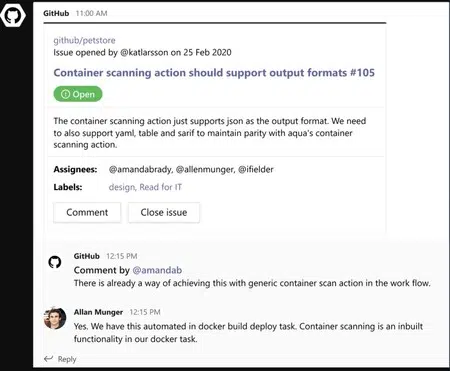 GitHub 11:00 AM
github/petstore
Issue opened by @katlarsson on 25 Feb 2020
Container scanning action should support output formats #105
Open
The container scanning action just supports json as the output format. We need
to also support yaml, table and sarif to maintain parity with aqua's container
scanning action.
Assignees: @amandabrady, @allenmunger, @ifielder
Labels: design, Read for IT
Comment Close issue
GitHub 12:15 PM
Comment by @amandab
There is already a way of achieving this with generic container scan action in the work flow.
Allan Munger 12:15 PM
Yes. We have this automated in docker build deploy task. Container scanning is an inbuilt
functionality in our docker task.
Reply